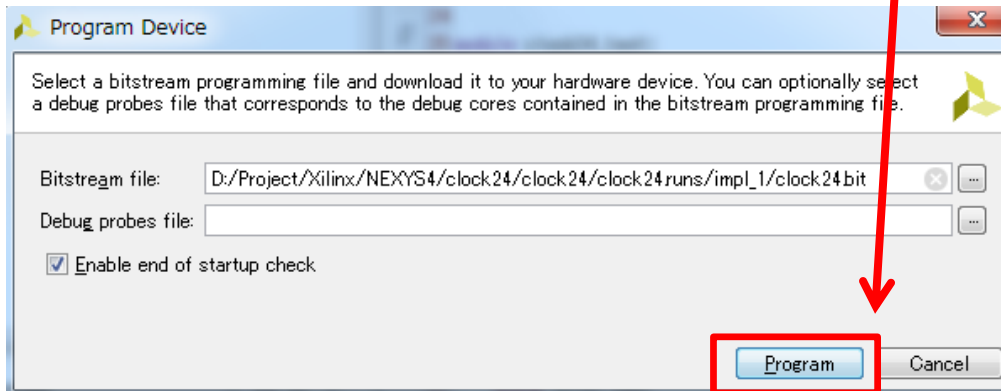 Program Device
Select a bitstream programming file and download it to your hardware device. You can optionally select
a debug probes file that corresponds to the debug cores contained in the bitstream programming file.
Bitstream file: D:/Project/Xilinx/NEXYS4/clock24/clock24/clock24.runs/impl_1/clock24.bit
Debug probes file:
Enable end of startup check
Program Cancel